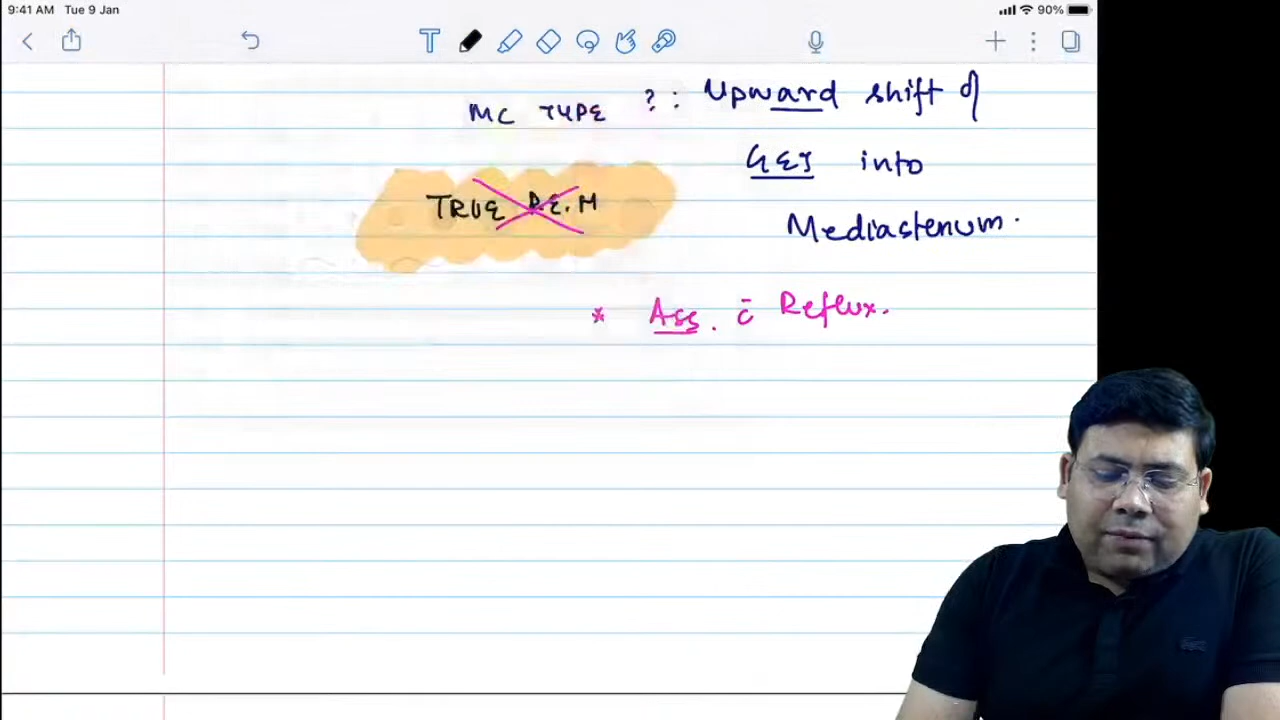 9:41 AM Tue 9 Jan 90%
T
MC TYPE ? : Upward shift of
GEJ into
TRUE P.E.M
Mediastenum.
* Ass. c̄ Reflux.